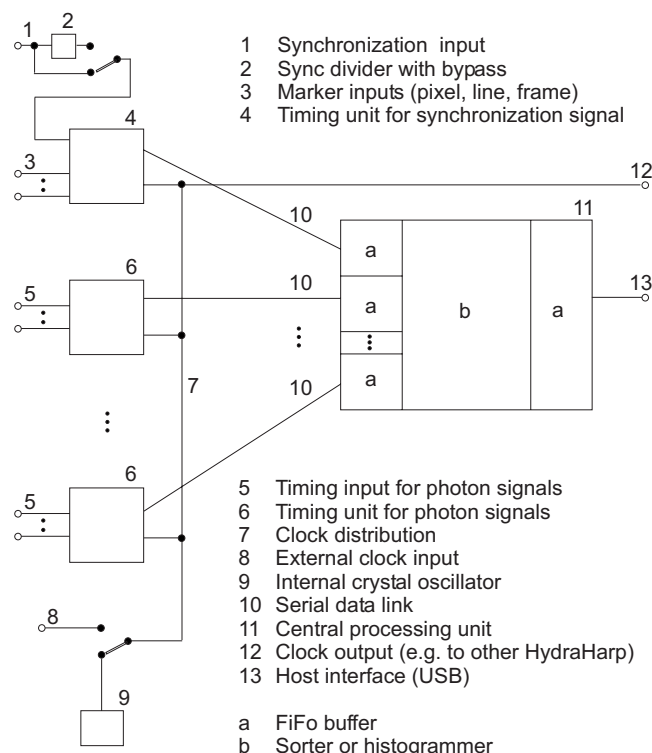 1
2
1 Synchronization input
2 Sync divider with bypass
3 Marker inputs (pixel, line, frame)
4 Timing unit for synchronization signal
4
3
12
10
11
a
6
10
13
5
a
b
a
7
10
a
6
5
5 Timing input for photon signals
6 Timing unit for photon signals
7 Clock distribution
8 External clock input
9 Internal crystal oscillator
10 Serial data link
11 Central processing unit
12 Clock output (e.g. to other HydraHarp)
13 Host interface (USB)
8
9
a FiFo buffer
b Sorter or histogrammer